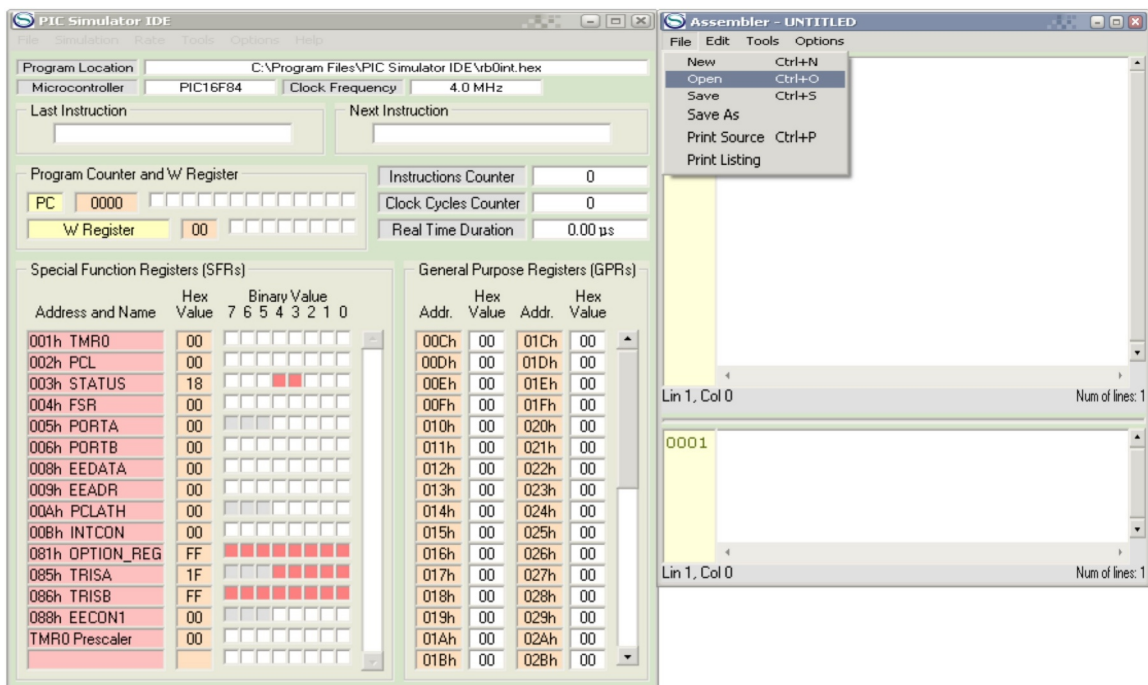 PIC Simulator IDE
File Simulation Rate Tools Options Help
Program Location C:\Program Files\PIC Simulator IDE\rb0int.hex
Microcontroller PIC16F84 Clock Frequency 4.0 MHz
Last Instruction Next Instruction
Program Counter and W Register
PC 0000
W Register 00
Instructions Counter 0
Clock Cycles Counter 0
Real Time Duration 0.00 µs
Special Function Registers (SFRs)
Hex Binary Value
Address and Name Value 7 6 5 4 3 2 1 0
001h TMR0 00
002h PCL 00
003h STATUS 18
004h FSR 00
005h PORTA 00
006h PORTB 00
008h EEDATA 00
009h EEADR 00
00Ah PCLATH 00
00Bh INTCON 00
081h OPTION_REG FF
085h TRISA 1F
086h TRISB FF
088h EECON1 00
TMR0 Prescaler 00
General Purpose Registers (GPRs)
Hex Hex
Addr. Value Addr. Value
00Ch 00 01Ch 00
00Dh 00 01Dh 00
00Eh 00 01Eh 00
00Fh 00 01Fh 00
010h 00 020h 00
011h 00 021h 00
012h 00 022h 00
013h 00 023h 00
014h 00 024h 00
015h 00 025h 00
016h 00 026h 00
017h 00 027h 00
018h 00 028h 00
019h 00 029h 00
01Ah 00 02Ah 00
01Bh 00 02Bh 00
Assembler - UNTITLED
File Edit Tools Options
New Ctrl+N
Open Ctrl+O
Save Ctrl+S
Save As
Print Source Ctrl+P
Print Listing
Lin 1, Col 0 Num of lines: 1
0001
Lin 1, Col 0 Num of lines: 1